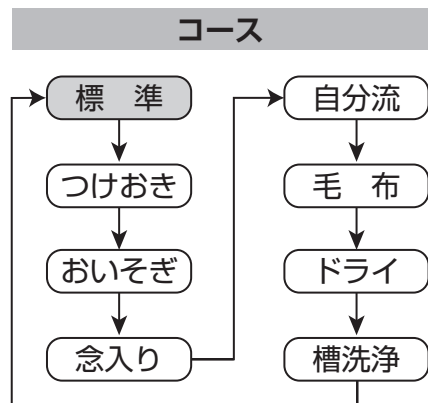 コース
標 準
つけおき
おいそぎ
念入り
自分流
毛 布
ドライ
槽洗浄